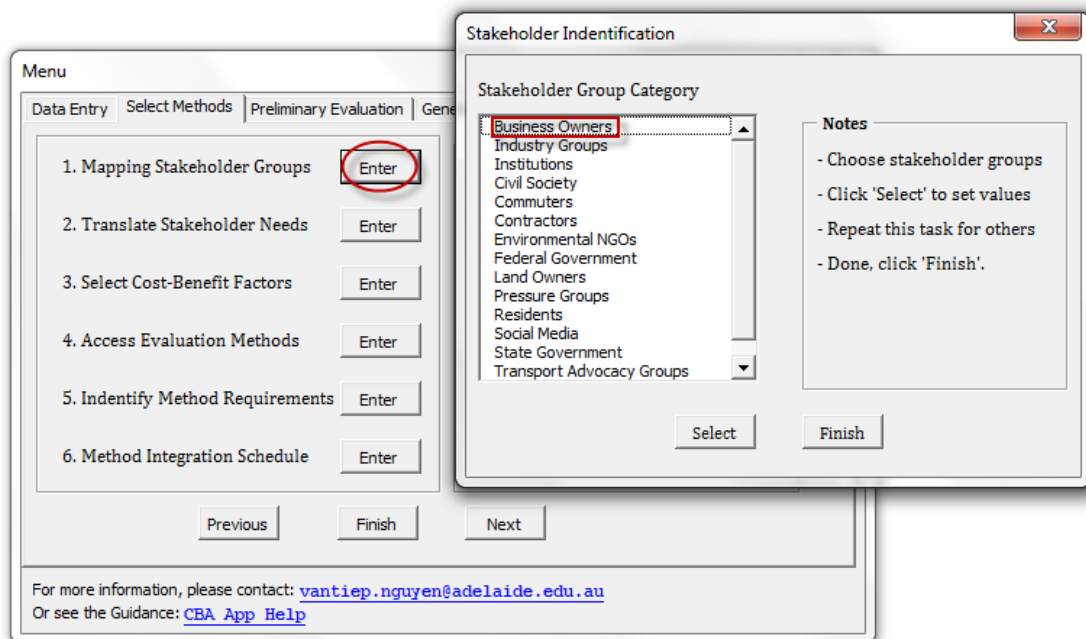 Menu
Data Entry
Select Methods
Preliminary Evaluation
1. Mapping Stakeholder Groups
Enter
2. Translate Stakeholder Needs
Enter
3. Select Cost-Benefit Factors
Enter
4. Access Evaluation Methods
Enter
5. Indentify Method Requirements
Enter
6. Method Integration Schedule
Enter
Previous
Finish
Next
For more information, please contact: vantiep.nguyen@adelaide.edu.au
Or see the Guidance: CBA App Help
Stakeholder Indentification
Stakeholder Group Category
Business Owners
Industry Groups
Institutions
Civil Society
Commuters
Contractors
Environmental NGOs
Federal Government
Land Owners
Pressure Groups
Residents
Social Media
State Government
Transport Advocacy Groups
Notes
- Choose stakeholder groups
- Click 'Select' to set values
- Repeat this task for others
- Done, click 'Finish'.
Select
Finish